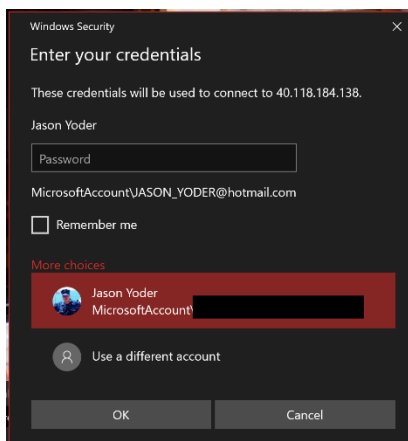 Windows Security
Enter your credentials
These credentials will be used to connect to 40.118.184.138.
Jason Yoder
Password
MicrosoftAccount\JASON_YODER@hotmail.com
Remember me
More choices
Jason Yoder
MicrosoftAccount\
Use a different account
OK Cancel